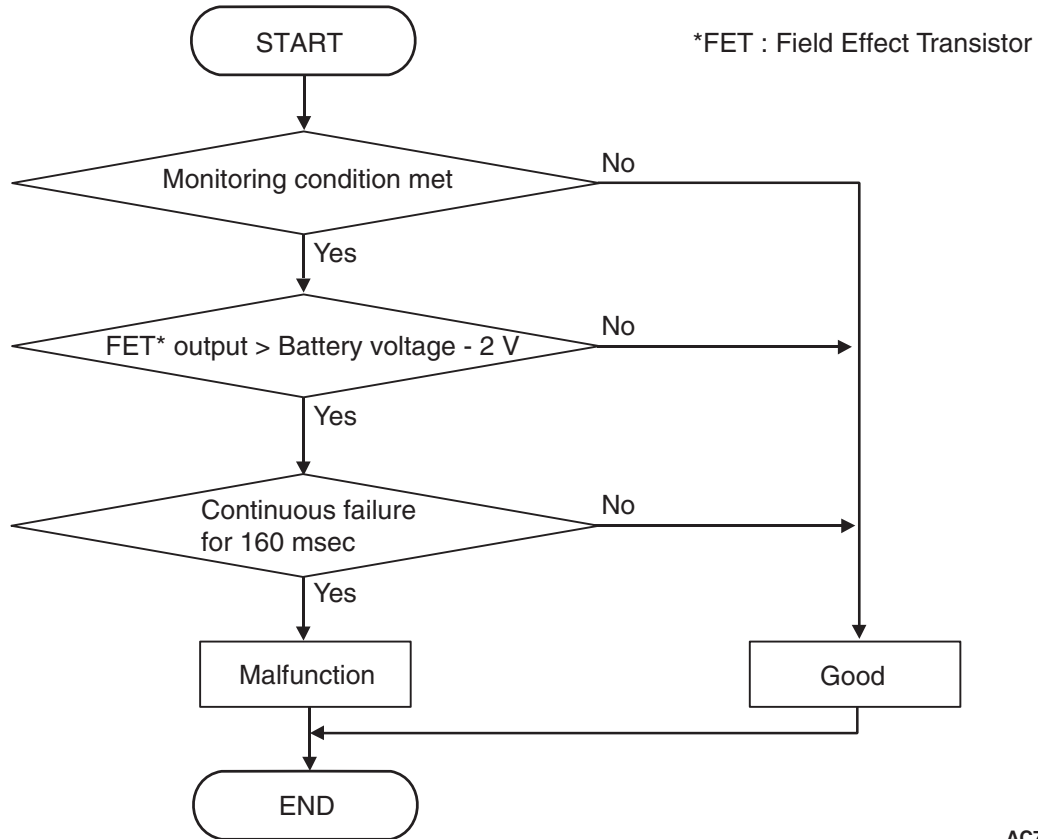 START
*FET : Field Effect Transistor
Monitoring condition met
No
Yes
FET* output > Battery voltage - 2 V
No
Yes
Continuous failure
for 160 msec
No
Yes
Malfunction
Good
END